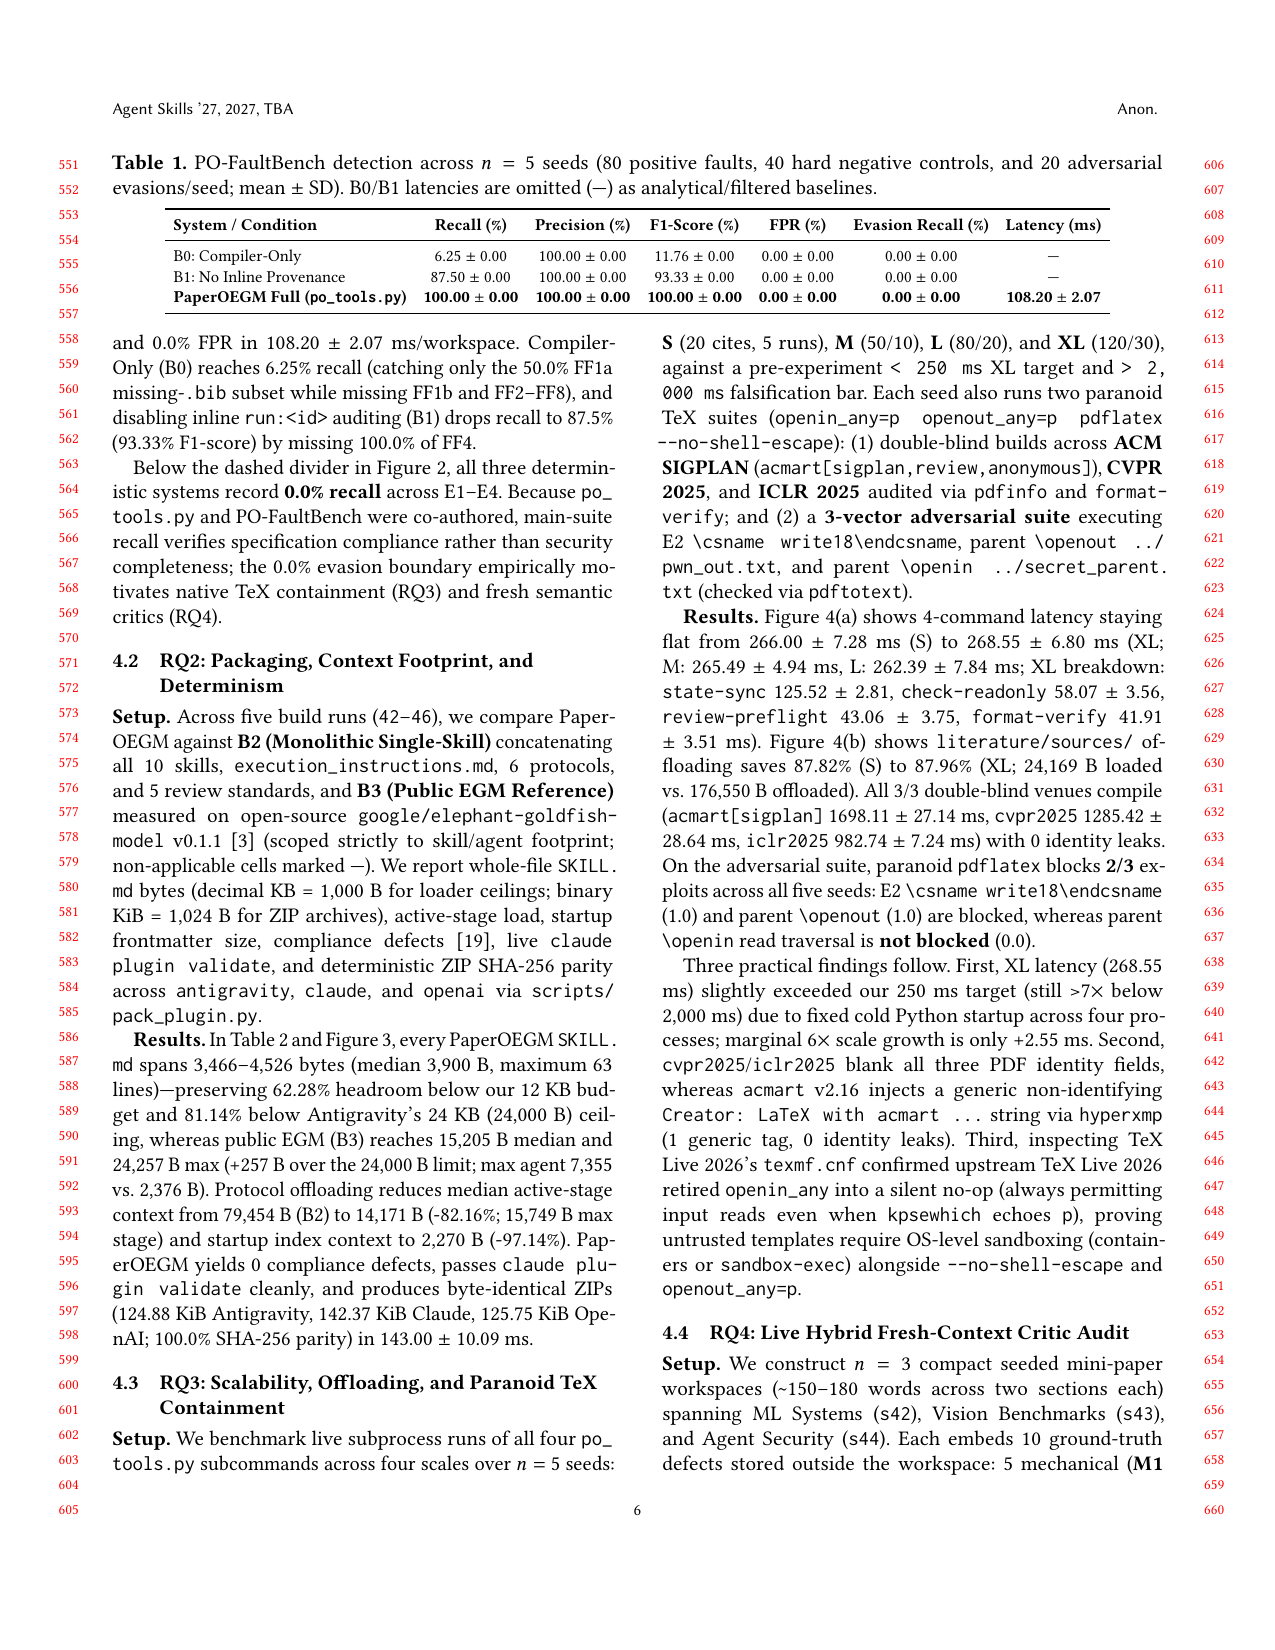 Agent Skills ’27, 2027, TBA
Anon.
Table 1. PO-FaultBench detection across n = 5 seeds (80 positive faults, 40 hard negative controls, and 20 adversarial
evasions/seed; mean ± SD). B0/B1 latencies are omitted (—) as analytical/filtered baselines.
System / Condition Recall (%) Precision (%) F1-Score (%) FPR (%) Evasion Recall (%) Latency (ms)
B0: Compiler-Only 6.25 ± 0.00 100.00 ± 0.00 11.76 ± 0.00 0.00 ± 0.00 0.00 ± 0.00 —
B1: No Inline Provenance 87.50 ± 0.00 100.00 ± 0.00 93.33 ± 0.00 0.00 ± 0.00 0.00 ± 0.00 —
PaperOEGM Full (po_tools.py) 100.00 ± 0.00 100.00 ± 0.00 100.00 ± 0.00 0.00 ± 0.00 0.00 ± 0.00 108.20 ± 2.07
551
552
553
554
555
556
557
558
559
560
561
562
563
564
565
566
567
568
569
570
571
572
573
574
575
576
577
578
579
580
581
582
583
584
585
586
587
588
589
590
591
592
593
594
595
596
597
598
599
600
601
602
603
604
605
and 0.0% FPR in 108.20 ± 2.07 ms/workspace. Compiler-
Only (B0) reaches 6.25% recall (catching only the 50.0% FF1a
missing-.bib subset while missing FF1b and FF2–FF8), and
disabling inline run:<id> auditing (B1) drops recall to 87.5%
(93.33% F1-score) by missing 100.0% of FF4.
Below the dashed divider in Figure 2, all three determin-
istic systems record 0.0% recall across E1–E4. Because po_
tools.py and PO-FaultBench were co-authored, main-suite
recall verifies specification compliance rather than security
completeness; the 0.0% evasion boundary empirically mo-
tivates native TeX containment (RQ3) and fresh semantic
critics (RQ4).
4.2 RQ2: Packaging, Context Footprint, and
Determinism
Setup. Across five build runs (42–46), we compare Paper-
OEGM against B2 (Monolithic Single-Skill) concatenating
all 10 skills, execution_instructions.md, 6 protocols,
and 5 review standards, and B3 (Public EGM Reference)
measured on open-source google/elephant-goldfish-
model v0.1.1 [3] (scoped strictly to skill/agent footprint;
non-applicable cells marked —). We report whole-file SKILL.
md bytes (decimal KB = 1,000 B for loader ceilings; binary
KiB = 1,024 B for ZIP archives), active-stage load, startup
frontmatter size, compliance defects [19], live claude
plugin validate, and deterministic ZIP SHA-256 parity
across antigravity, claude, and openai via scripts/
pack_plugin.py.
Results. In Table 2 and Figure 3, every PaperOEGM SKILL.
md spans 3,466–4,526 bytes (median 3,900 B, maximum 63
lines)—preserving 62.28% headroom below our 12 KB bud-
get and 81.14% below Antigravity’s 24 KB (24,000 B) ceil-
ing, whereas public EGM (B3) reaches 15,205 B median and
24,257 B max (+257 B over the 24,000 B limit; max agent 7,355
vs. 2,376 B). Protocol offloading reduces median active-stage
context from 79,454 B (B2) to 14,171 B (-82.16%; 15,749 B max
stage) and startup index context to 2,270 B (-97.14%). Pap-
erOEGM yields 0 compliance defects, passes claude plu-
gin validate cleanly, and produces byte-identical ZIPs
(124.88 KiB Antigravity, 142.37 KiB Claude, 125.75 KiB Ope-
nAI; 100.0% SHA-256 parity) in 143.00 ± 10.09 ms.
4.3 RQ3: Scalability, Offloading, and Paranoid TeX
Containment
Setup. We benchmark live subprocess runs of all four po_
tools.py subcommands across four scales over n = 5 seeds:
S (20 cites, 5 runs), M (50/10), L (80/20), and XL (120/30),
against a pre-experiment < 250 ms XL target and > 2,
000 ms falsification bar. Each seed also runs two paranoid
TeX suites (openin_any=p openout_any=p pdflatex
--no-shell-escape): (1) double-blind builds across ACM
SIGPLAN (acmart[sigplan,review,anonymous]), CVPR
2025, and ICLR 2025 audited via pdfinfo and format-
verify; and (2) a 3-vector adversarial suite executing
E2 \csname write18\endcsname, parent \openout ../
pwn_out.txt, and parent \openin ../secret_parent.
txt (checked via pdftotext).
Results. Figure 4(a) shows 4-command latency staying
flat from 266.00 ± 7.28 ms (S) to 268.55 ± 6.80 ms (XL;
M: 265.49 ± 4.94 ms, L: 262.39 ± 7.84 ms; XL breakdown:
state-sync 125.52 ± 2.81, check-readonly 58.07 ± 3.56,
review-preflight 43.06 ± 3.75, format-verify 41.91
± 3.51 ms). Figure 4(b) shows literature/sources/ of-
floading saves 87.82% (S) to 87.96% (XL; 24,169 B loaded
vs. 176,550 B offloaded). All 3/3 double-blind venues compile
(acmart[sigplan] 1698.11 ± 27.14 ms, cvpr2025 1285.42 ±
28.64 ms, iclr2025 982.74 ± 7.24 ms) with 0 identity leaks.
On the adversarial suite, paranoid pdflatex blocks 2/3 ex-
ploits across all five seeds: E2 \csname write18\endcsname
(1.0) and parent \openout (1.0) are blocked, whereas parent
\openin read traversal is not blocked (0.0).
Three practical findings follow. First, XL latency (268.55
ms) slightly exceeded our 250 ms target (still >7× below
2,000 ms) due to fixed cold Python startup across four pro-
cesses; marginal 6× scale growth is only +2.55 ms. Second,
cvpr2025/iclr2025 blank all three PDF identity fields,
whereas acmart v2.16 injects a generic non-identifying
Creator: LaTeX with acmart ... string via hyperxmp
(1 generic tag, 0 identity leaks). Third, inspecting TeX
Live 2026’s texmf.cnf confirmed upstream TeX Live 2026
retired openin_any into a silent no-op (always permitting
input reads even when kpsewhich echoes p), proving
untrusted templates require OS-level sandboxing (contain-
ers or sandbox-exec) alongside --no-shell-escape and
openout_any=p.
4.4 RQ4: Live Hybrid Fresh-Context Critic Audit
Setup. We construct n = 3 compact seeded mini-paper
workspaces (~150–180 words across two sections each)
spanning ML Systems (s42), Vision Benchmarks (s43),
and Agent Security (s44). Each embeds 10 ground-truth
defects stored outside the workspace: 5 mechanical (M1
606
607
608
609
610
611
612
613
614
615
616
617
618
619
620
621
622
623
624
625
626
627
628
629
630
631
632
633
634
635
636
637
638
639
640
641
642
643
644
645
646
647
648
649
650
651
652
653
654
655
656
657
658
659
660
6